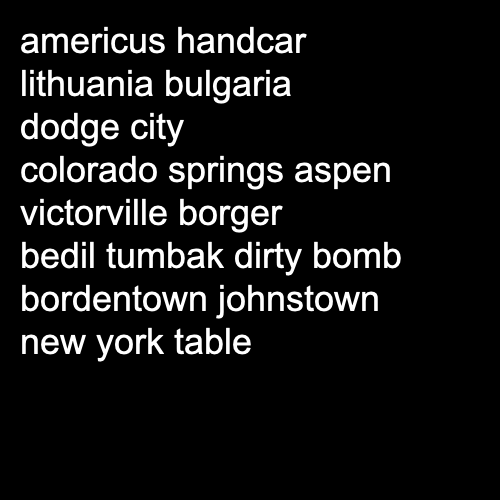 americus handcar
lithuania bulgaria
dodge city
colorado springs aspen
victorville borger
bedil tumbak dirty bomb
bordentown johnstown
new york table